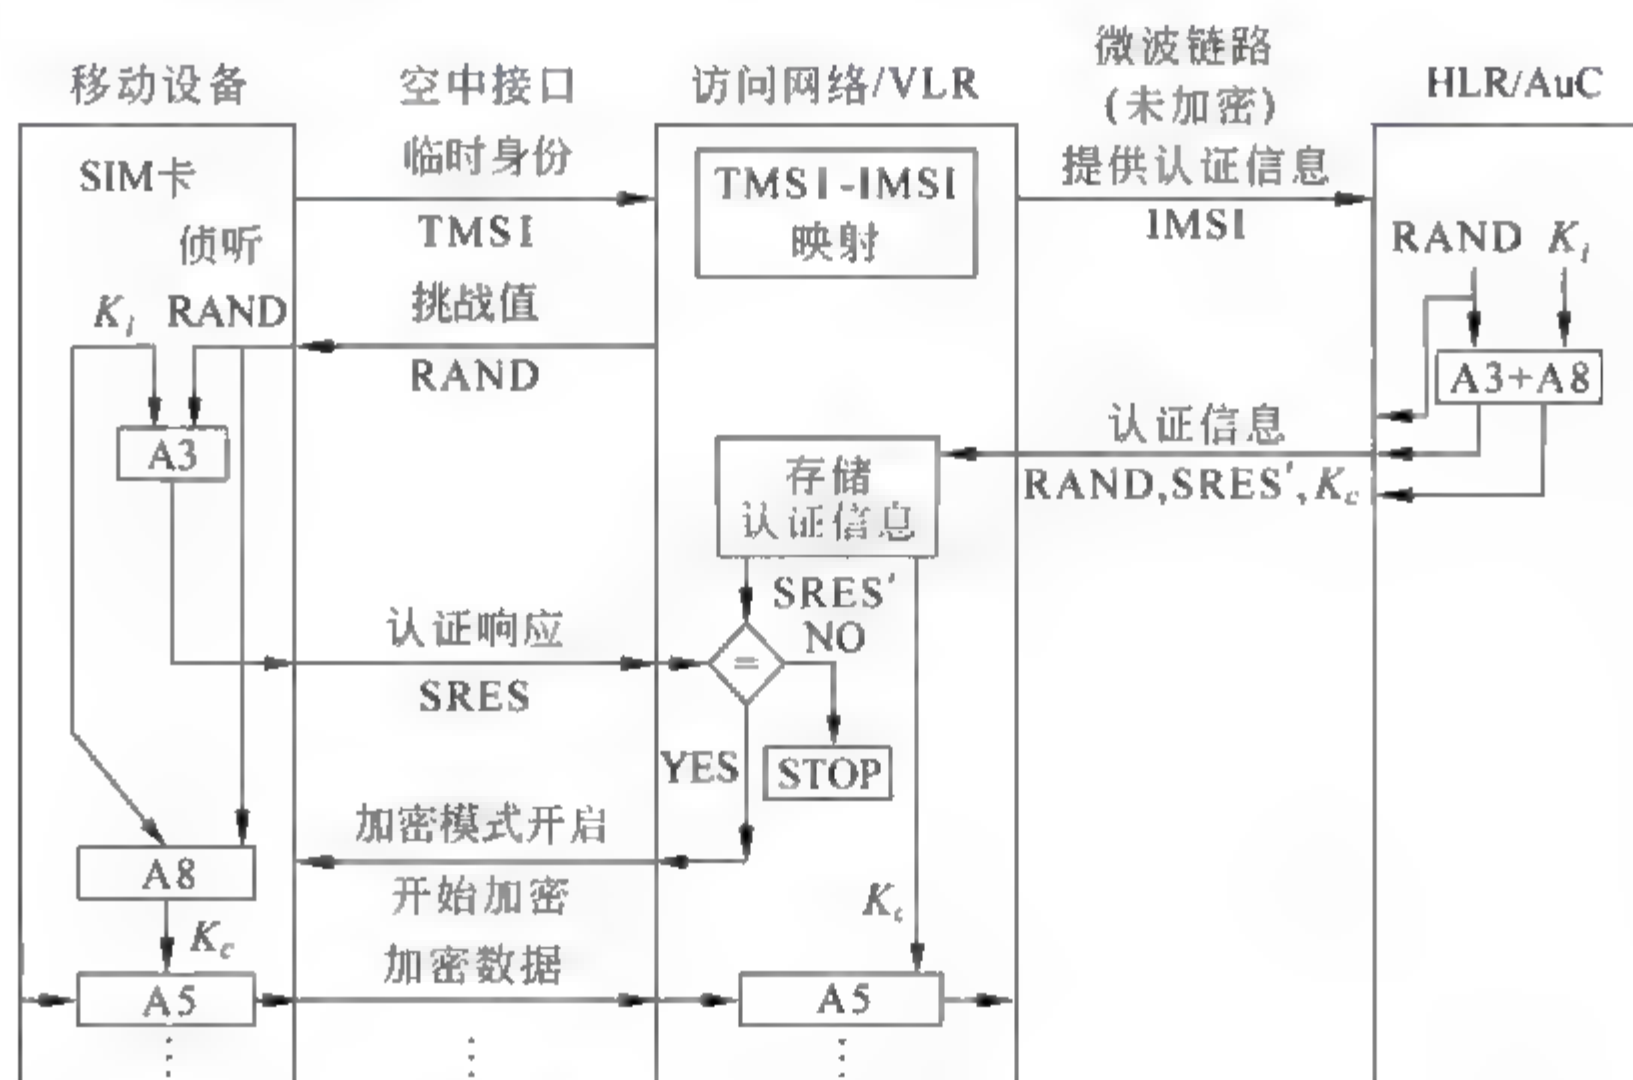 移动设备
空中接口
访问网络/VLR
微波链路
(未加密)
HLR/AuC
SIM卡
临时身份
TMSI
TMSI-IMSI
映射
提供认证信息
IMSI
侦听
Ki RAND
挑战值
RAND
RAND Ki
A3+A8
A3
认证信息
RAND,SRES′,Kc
存储
认证信息
SRES′
NO
认证响应
SRES
=
YES
STOP
加密模式开启
开始加密
A8
Kc
Kc
加密数据
A5
A5